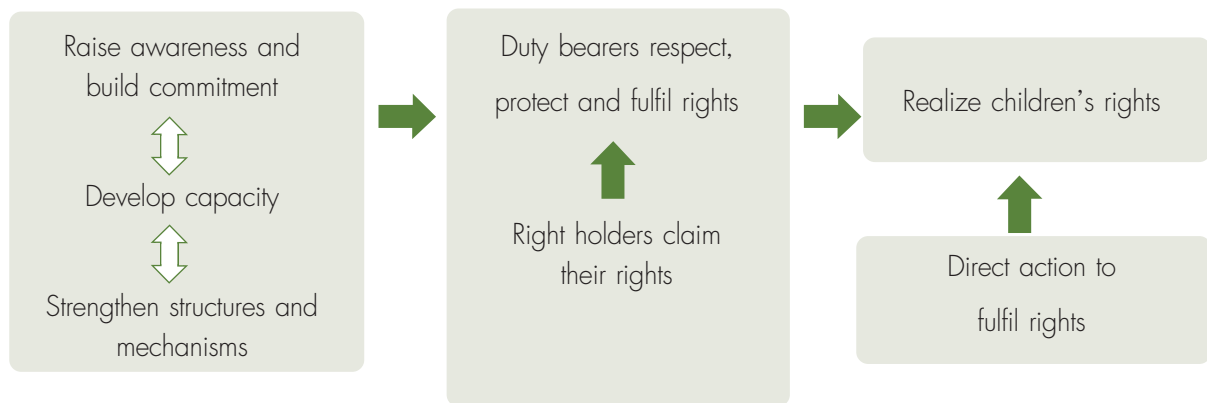 Raise awareness and
build commitment
Develop capacity
Strengthen structures and
mechanisms
Duty bearers respect,
protect and fulfil rights
Right holders claim
their rights
Realize children’s rights
Direct action to
fulfil rights